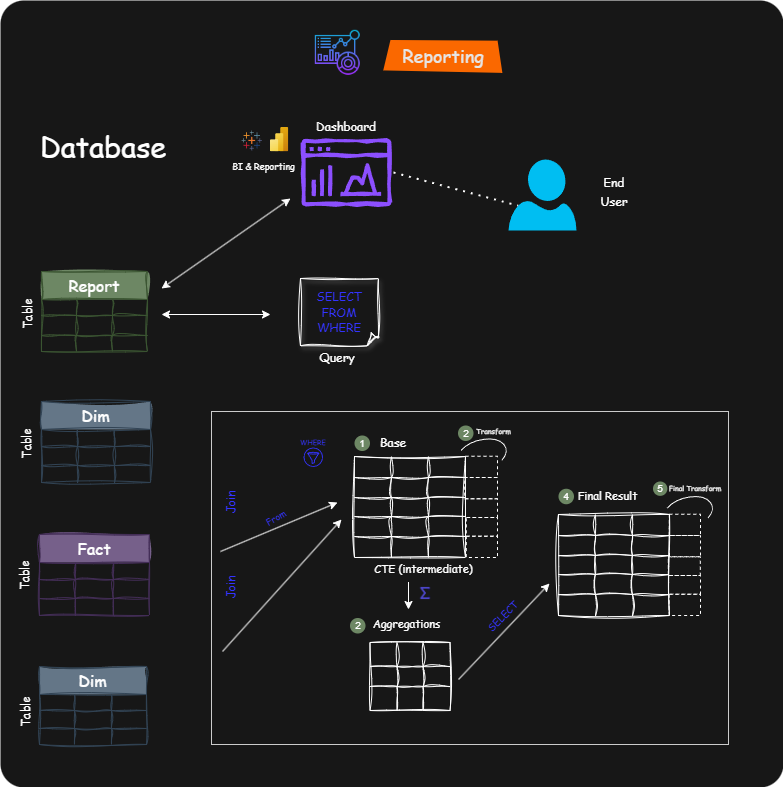 Reporting
Dashboard
Database
BI & Reporting
End
User
Report
Table
SELECT
FROM
WHERE
Query
Dim
Table
1
Base
2
Transform
WHERE
Join
From
4
Final Result
5
Final Transform
Fact
Table
Join
CTE (intermediate)
Σ
2
Aggregations
SELECT
Dim
Table